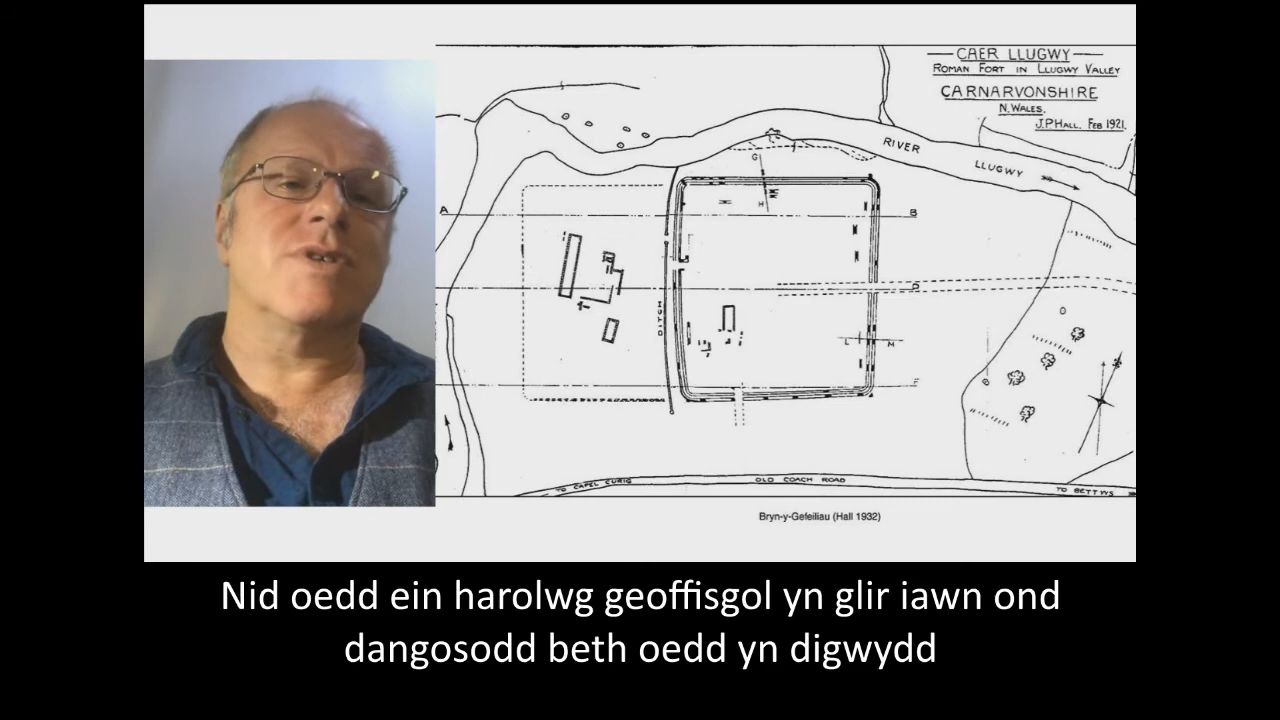 CAER LLUGWY
ROMAN FORT IN LLUGWY VALLEY
CARNARVONSHIRE
N. WALES.
J.P.HALL. FEB 1921.
RIVER LLUGWY
G
H
A
B
D
DITCH
L
M
F
TO CAPEL CURIG
OLD COACH ROAD
TO BETTWS
Bryn-y-Gefeiliau (Hall 1932)
Nid oedd ein harolwg geoffisgol yn glir iawn ond
dangosodd beth oedd yn digwydd